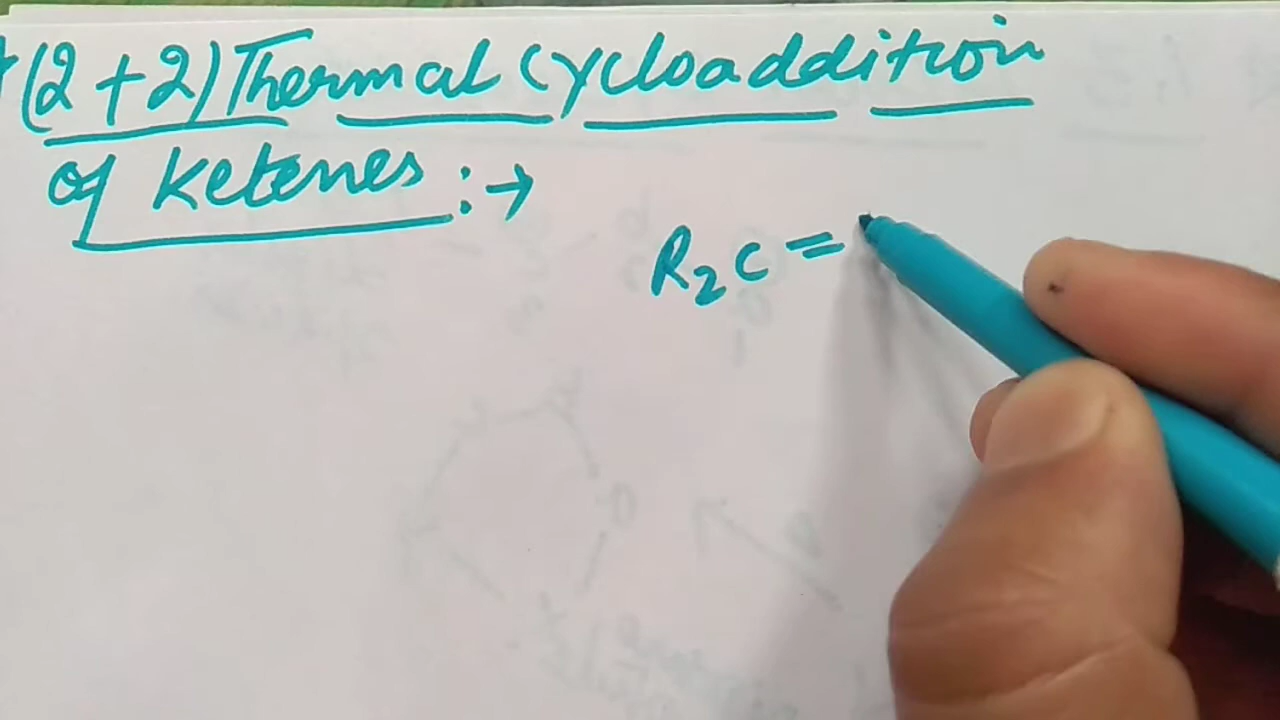 (2+2) Thermal Cycloaddition
of Ketenes :→
R₂C=